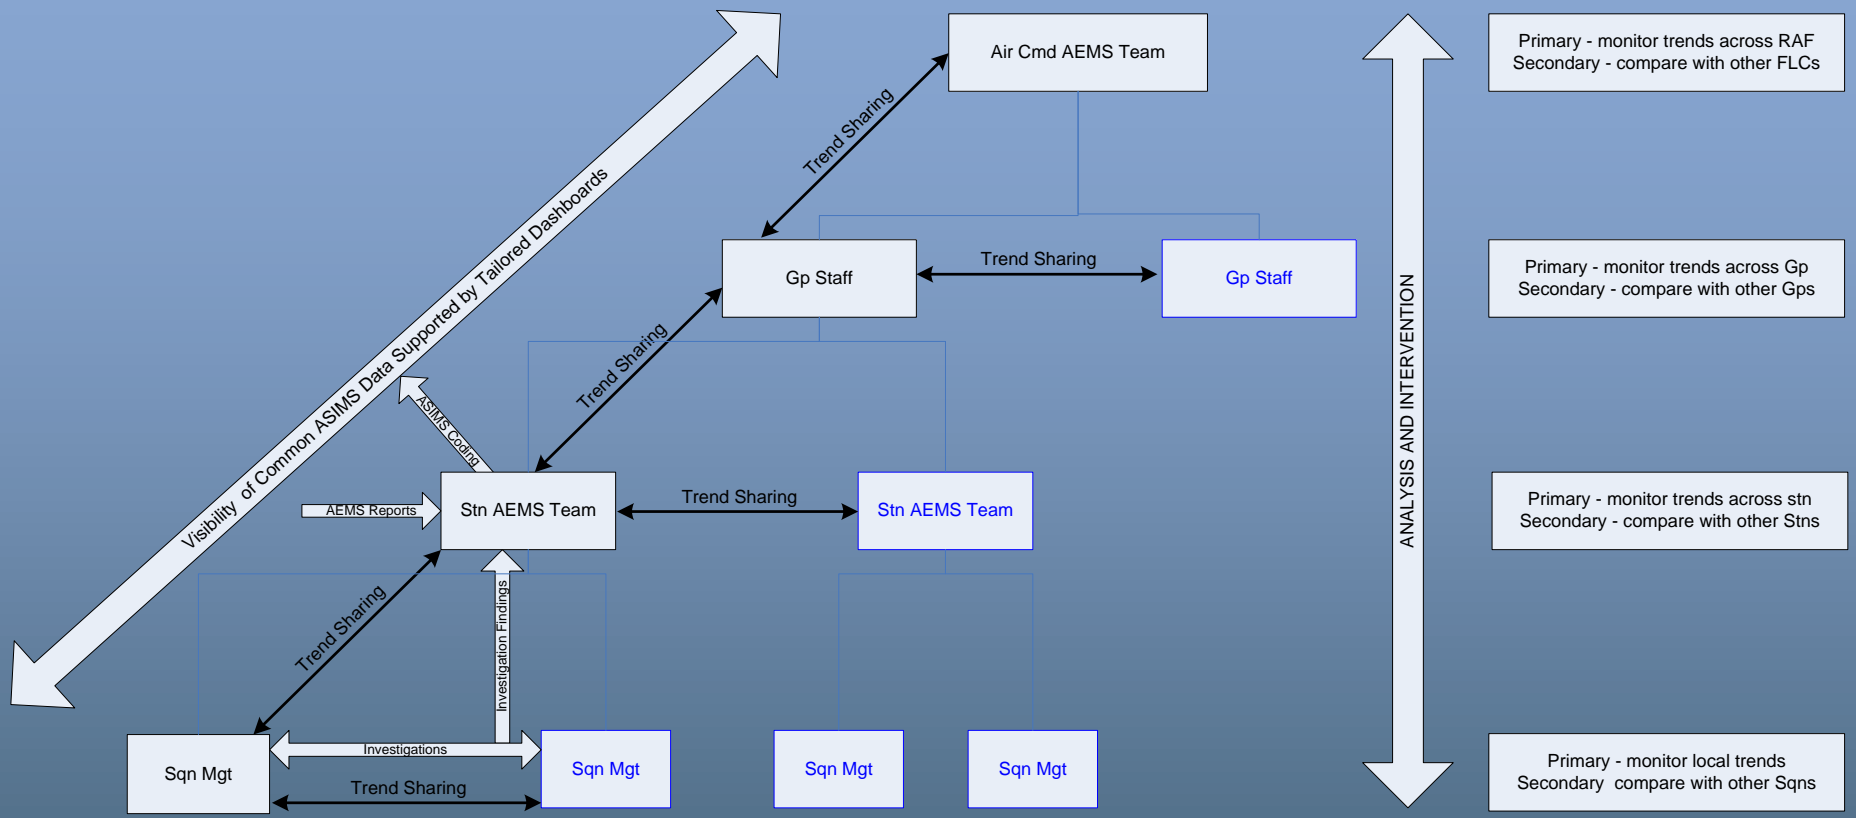 Air Cmd AEMS Team
Primary - monitor trends across RAF
Secondary - compare with other FLCs
Trend Sharing
Visibility  of Common ASIMS Data Supported by Tailored Dashboards
Gp Staff
Trend Sharing
Gp Staff
Primary - monitor trends across Gp
Secondary - compare with other Gps
ANALYSIS AND INTERVENTION
Trend Sharing
ASIMS Coding
AEMS Reports
Stn AEMS Team
Trend Sharing
Stn AEMS Team
Primary - monitor trends across stn
Secondary - compare with other Stns
Trend Sharing
Investigation Findings
Sqn Mgt
Investigations
Trend Sharing
Sqn Mgt
Sqn Mgt
Sqn Mgt
Primary - monitor local trends
Secondary  compare with other Sqns